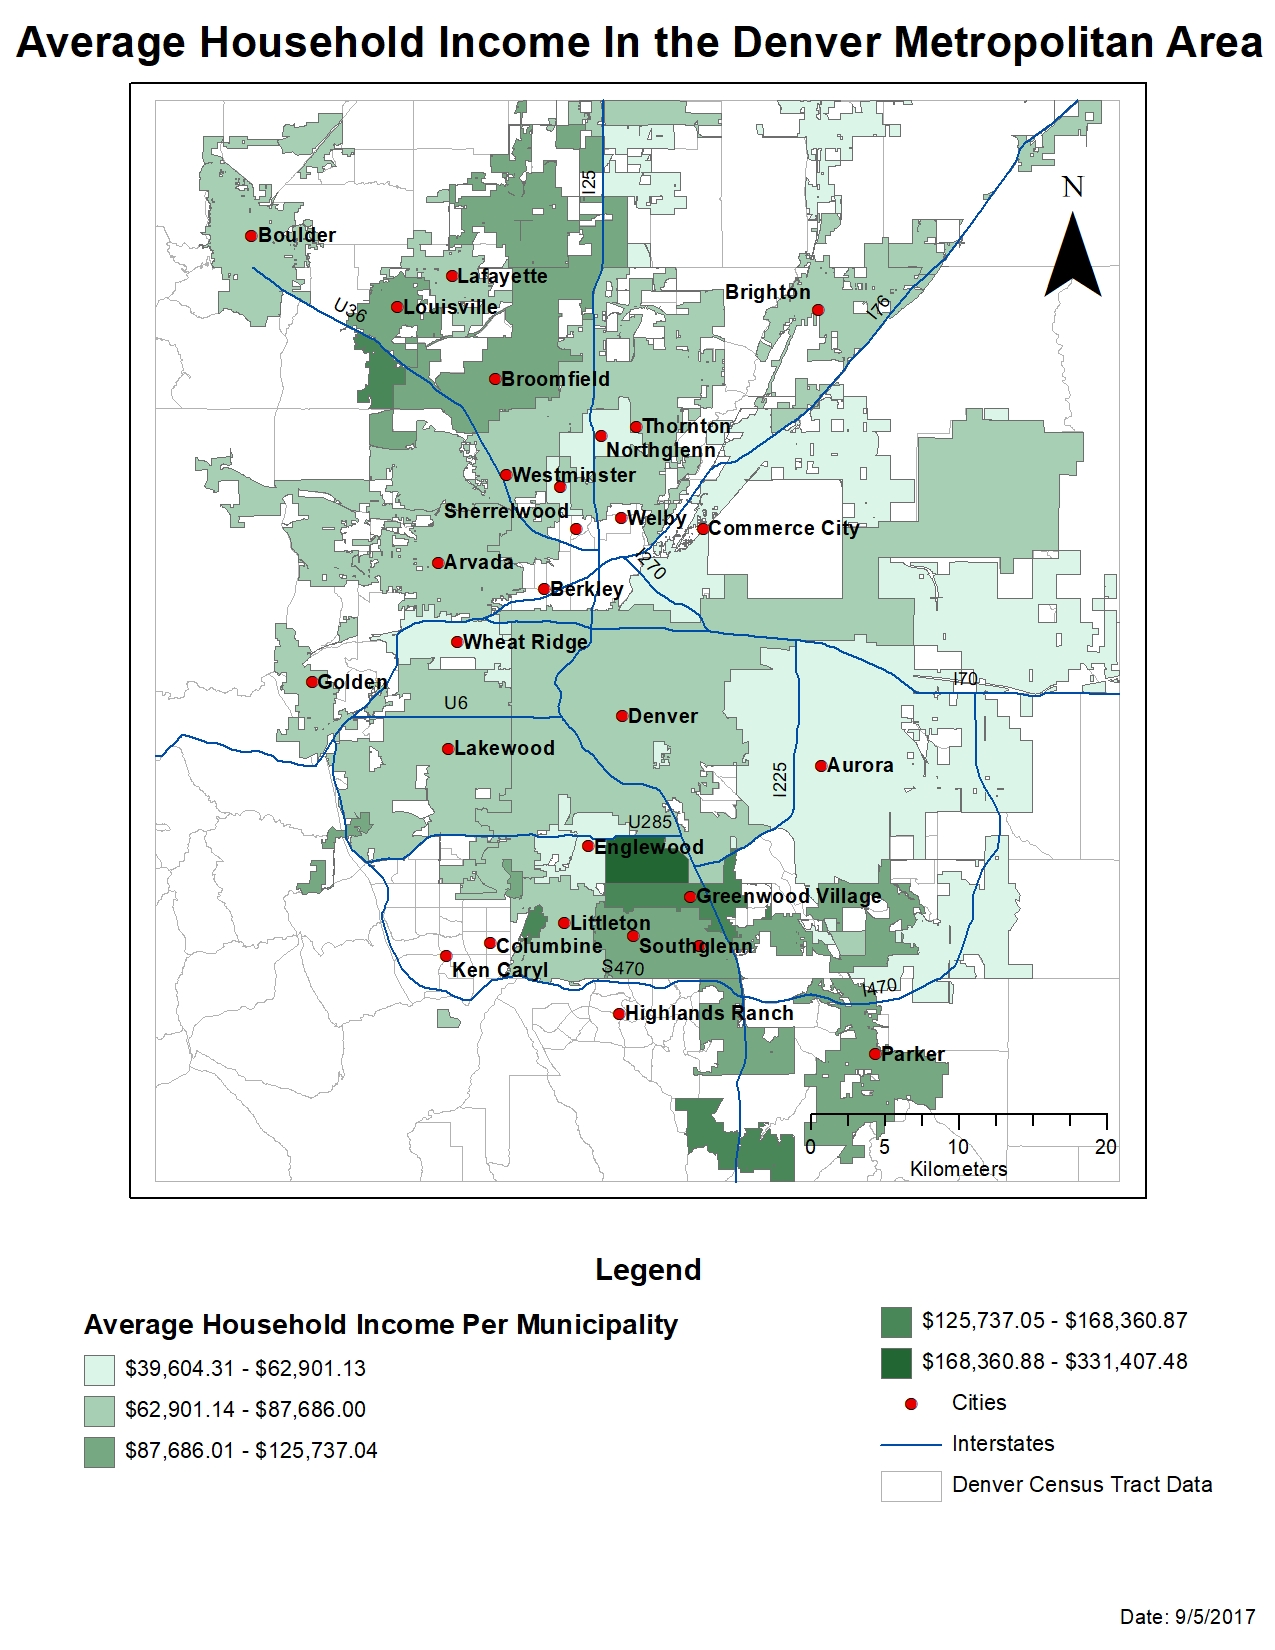 Average Household Income In the Denver Metropolitan Area
N
I25
Boulder
Lafayette
Louisville
U36
Brighton
I76
Broomfield
Thornton
Northglenn
Westminster
Sherrelwood
Welby
Commerce City
Arvada
I270
Berkley
Wheat Ridge
Golden
I70
U6
Denver
Lakewood
Aurora
I225
U285
Englewood
Greenwood Village
Littleton
Columbine
Southglenn
Ken Caryl
S470
I470
Highlands Ranch
Parker
0 5 10 20
Kilometers
Legend
Average Household Income Per Municipality
$39,604.31 - $62,901.13
$62,901.14 - $87,686.00
$87,686.01 - $125,737.04
$125,737.05 - $168,360.87
$168,360.88 - $331,407.48
Cities
Interstates
Denver Census Tract Data
Date: 9/5/2017